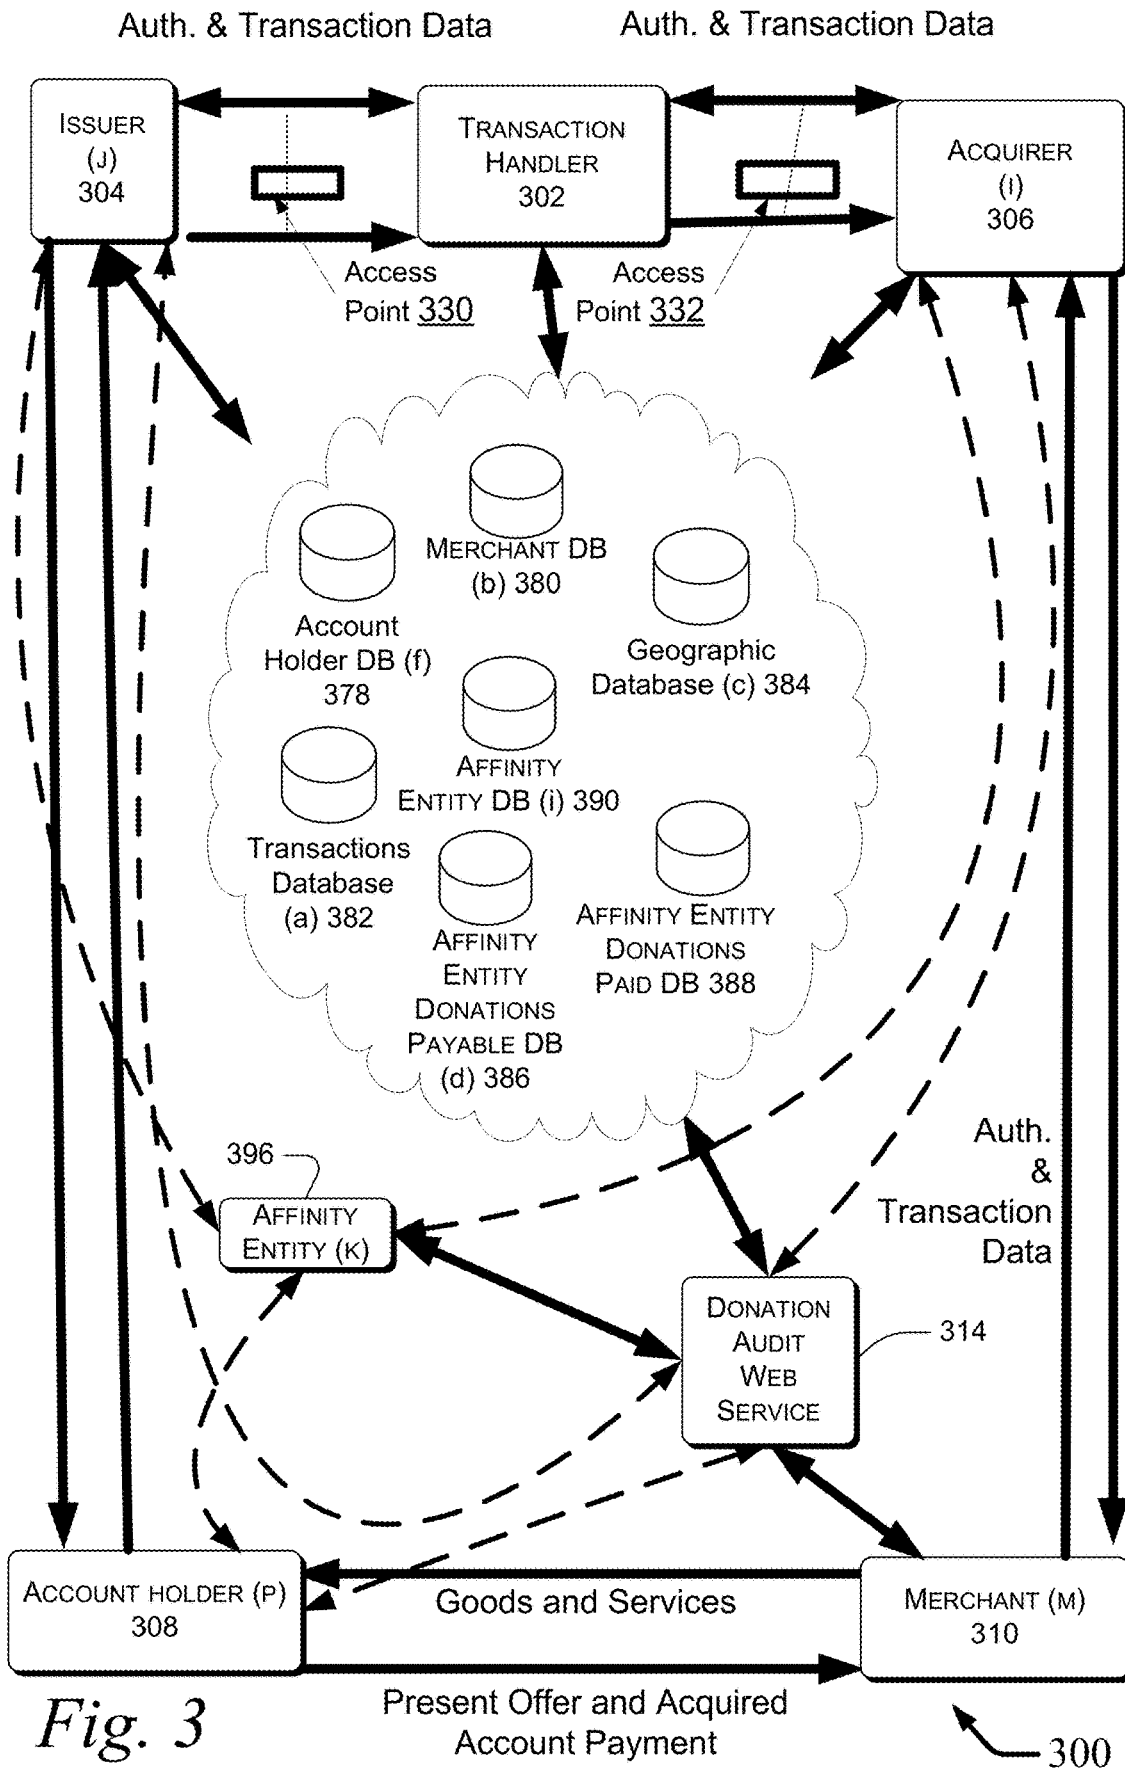 Auth. & Transaction Data
Auth. & Transaction Data
ISSUER
(J)
304
TRANSACTION
HANDLER
302
ACQUIRER
(I)
306
Access
Point 330
Access
Point 332
MERCHANT DB
(b) 380
Account
Holder DB (f)
378
Geographic
Database (c) 384
AFFINITY
ENTITY DB (i) 390
Transactions
Database
(a) 382
AFFINITY
ENTITY
DONATIONS
PAYABLE DB
(d) 386
AFFINITY ENTITY
DONATIONS
PAID DB 388
Auth.
&
Transaction
Data
396
AFFINITY
ENTITY (K)
DONATION
AUDIT
WEB
SERVICE
314
ACCOUNT HOLDER (P)
308
Goods and Services
MERCHANT (M)
310
Present Offer and Acquired
Account Payment
Fig. 3
300